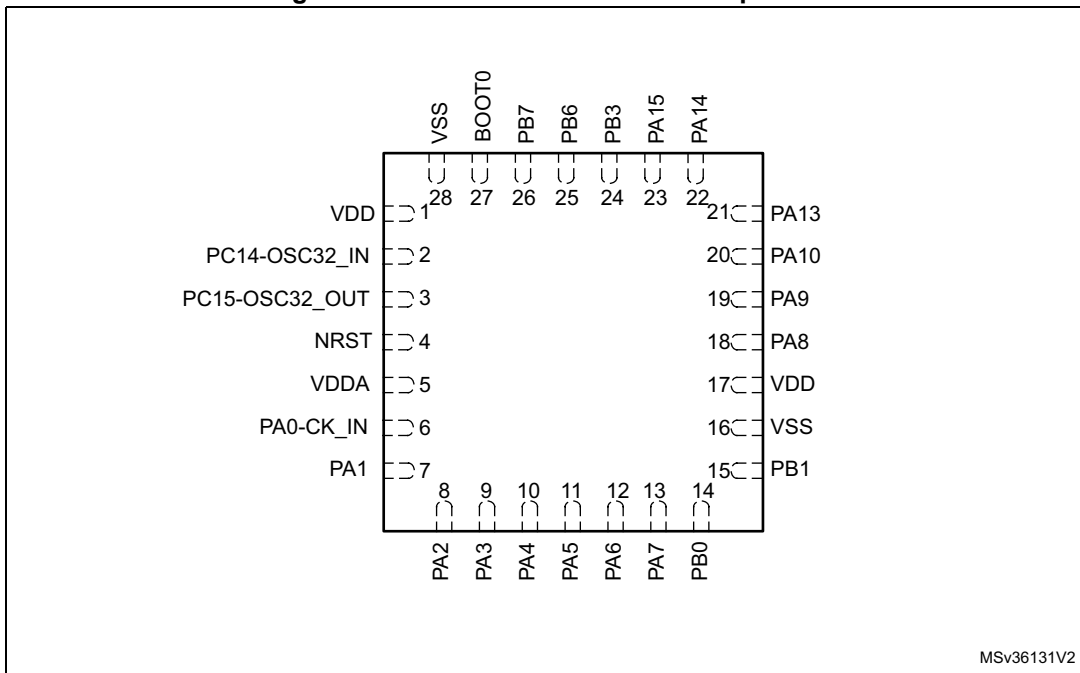 VSS
BOOT0
PB7
PB6
PB3
PA15
PA14
28
27
26
25
24
23
22
VDD 1
21 PA13
PC14-OSC32_IN 2
20 PA10
PC15-OSC32_OUT 3
19 PA9
NRST 4
18 PA8
VDDA 5
17 VDD
PA0-CK_IN 6
16 VSS
PA1 7
15 PB1
8
9
10
11
12
13
14
PA2
PA3
PA4
PA5
PA6
PA7
PB0
MSv36131V2